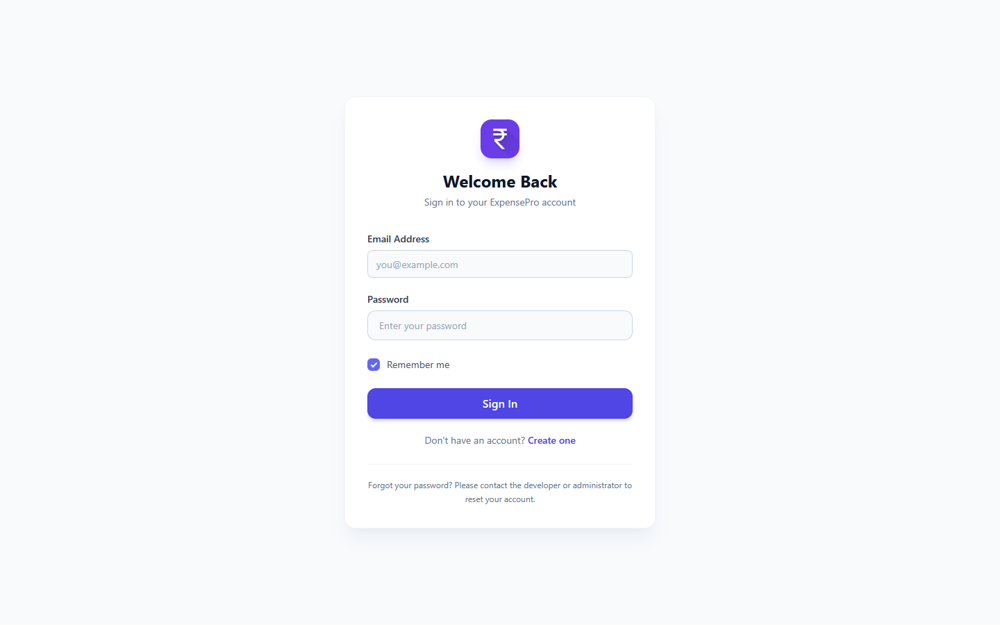 ₹
Welcome Back
Sign in to your ExpensePro account
Email Address
you@example.com
Password
Enter your password
Remember me
Sign In
Don't have an account? Create one
Forgot your password? Please contact the developer or administrator to
reset your account.